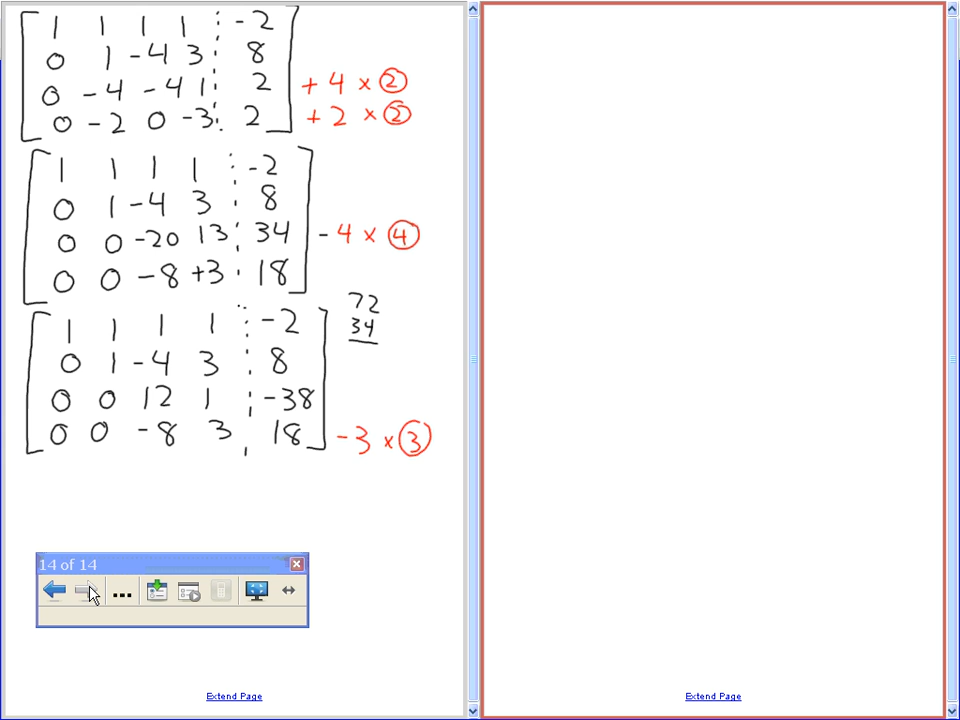 1 1 1 1 ⋮ -2
0 1 -4 3 ⋮ 8
0 -4 -4 1 ⋮ 2 + 4 × ②
0 -2 0 -3 ⋮ 2 + 2 × ②
1 1 1 1 ⋮ -2
0 1 -4 3 ⋮ 8
0 0 -20 13 ⋮ 34 - 4 × ④
0 0 -8 +3 ⋮ 18
72
34
1 1 1 1 ⋮ -2
0 1 -4 3 ⋮ 8
0 0 12 1 ⋮ -38
0 0 -8 3 ⋮ 18 - 3 × ③
14 of 14
...
Extend Page
Extend Page